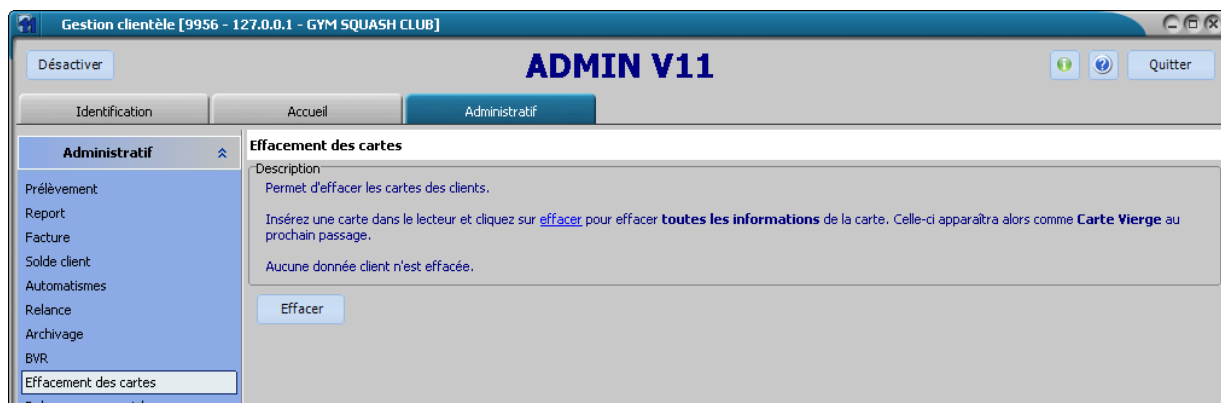 Gestion clientèle [9956 - 127.0.0.1 - GYM SQUASH CLUB]
Désactiver
ADMIN V11
Quitter
Identification
Accueil
Administratif
Administratif
Effacement des cartes
Description
Permet d'effacer les cartes des clients.
Prélèvement
Report
Insérez une carte dans le lecteur et cliquez sur effacer pour effacer toutes les informations de la carte. Celle-ci apparaîtra alors comme Carte Vierge au
prochain passage.
Facture
Solde client
Aucune donnée client n'est effacée.
Automatismes
Relance
Effacer
Archivage
BVR
Effacement des cartes